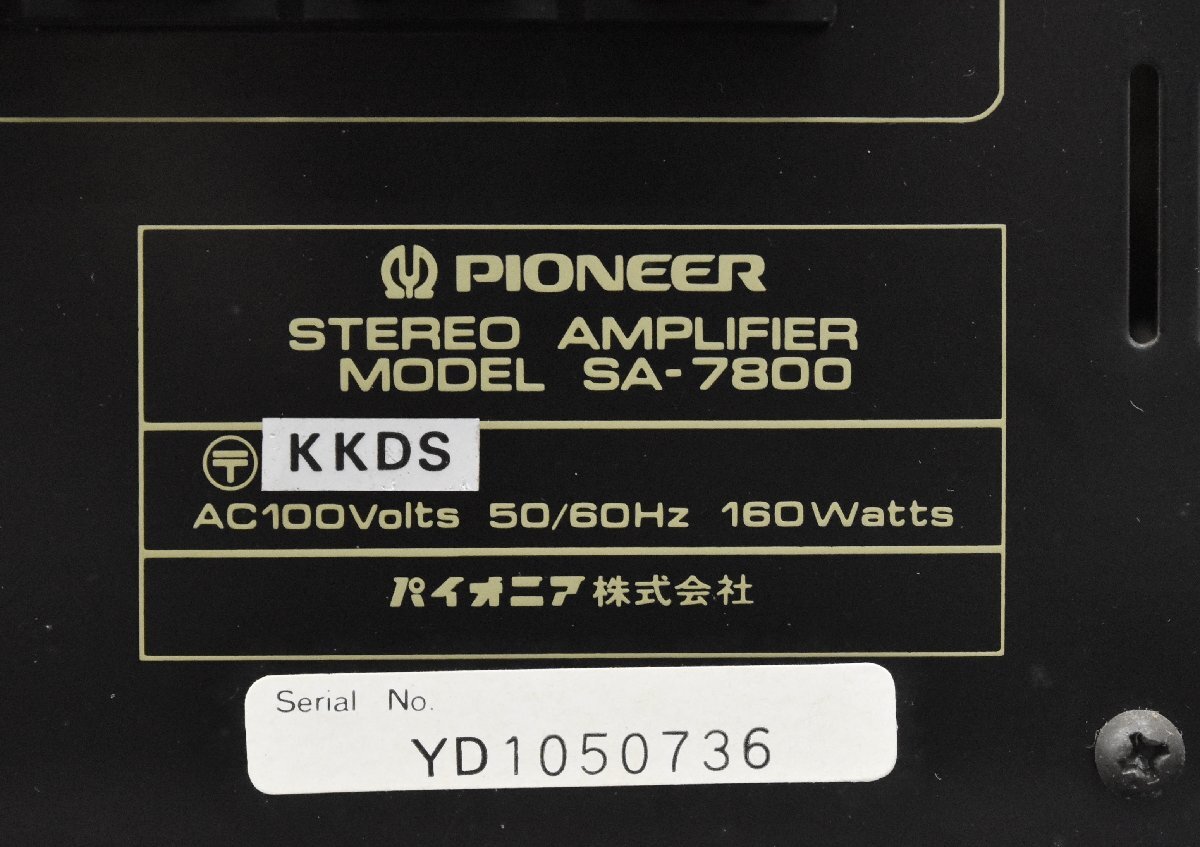 PIONEER
STEREO AMPLIFIER
MODEL SA-7800
〒 KKDS
AC100Volts 50/60Hz 160Watts
パイオニア株式会社
Serial No.
YD1050736